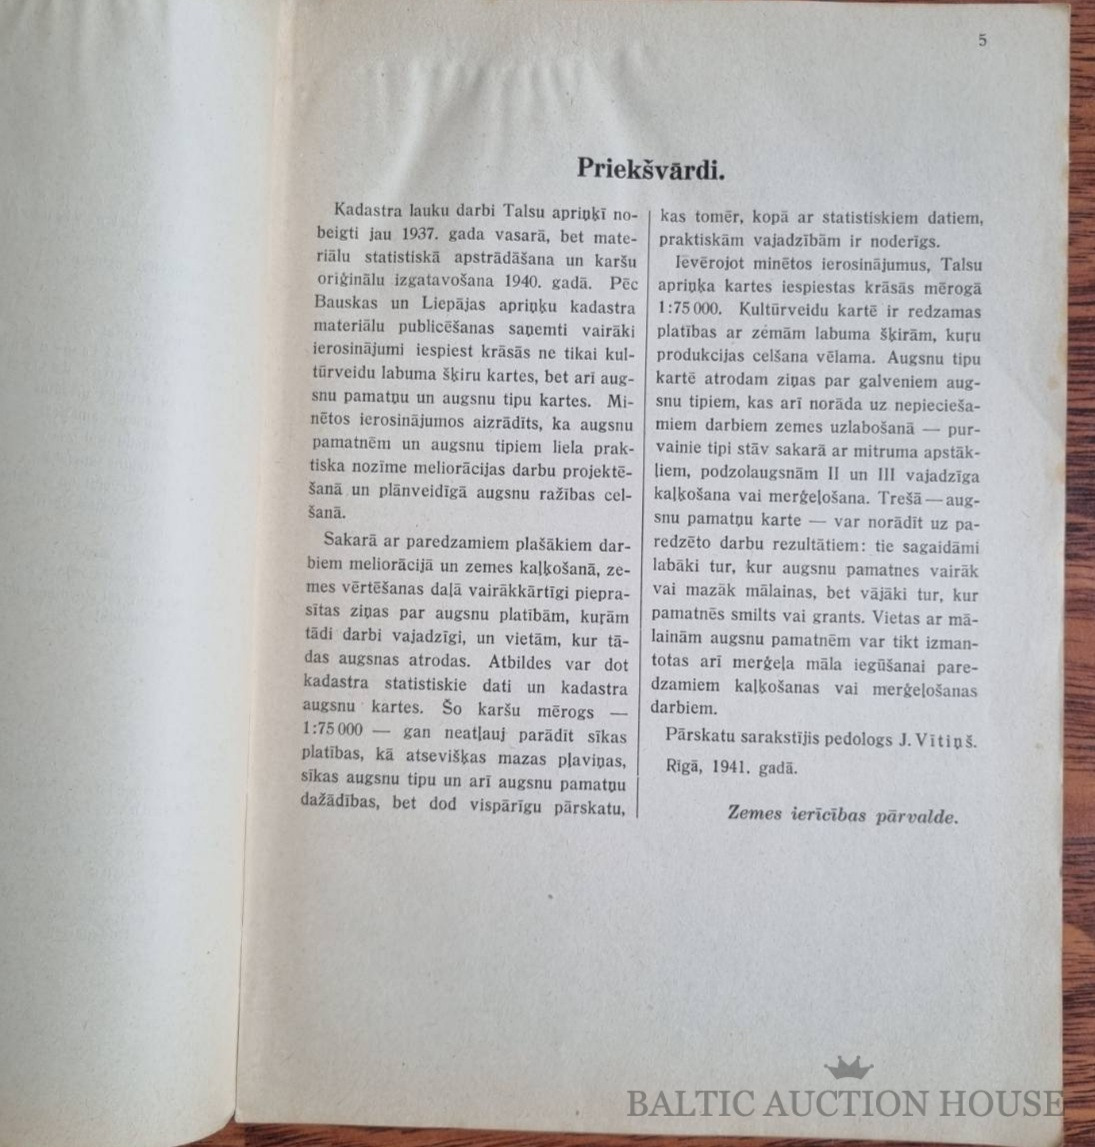 5
Priekšvārdi.
Kadastra lauku darbi Talsu apriņķī no-
beigti jau 1937. gada vasarā, bet mate-
riālu statistiskā apstrādāšana un karšu
oriģinālu izgatavošana 1940. gadā. Pēc
Bauskas un Liepājas apriņķu kadastra
materiālu publicēšanas saņemti vairāki
ierosinājumi iespiest krāsās ne tikai kul-
tūrveidu labuma šķiru kartes, bet arī aug-
snu pamatņu un augsnu tipu kartes. Mi-
nētos ierosinājumos aizrādīts, ka augsnu
pamatnēm un augsnu tipiem liela prak-
tiska nozīme meliorācijas darbu projektē-
šanā un plānveidīgā augsnu ražības cel-
šanā.
Sakarā ar paredzamiem plašākiem dar-
biem meliorācijā un zemes kaļķošanā, ze-
mes vērtēšanas daļā vairākkārtīgi piepra-
sītas ziņas par augsnu platībām, kuŗām
tādi darbi vajadzīgi, un vietām, kur tā-
das augsnas atrodas. Atbildes var dot
kadastra statistiskie dati un kadastra
augsnu kartes. Šo karšu mērogs —
1:75 000 — gan neatļauj parādīt sīkas
platības, kā atsevišķas mazas pļaviņas,
sīkas augsnu tipu un arī augsnu pamatņu
dažādības, bet dod vispārīgu pārskatu,
kas tomēr, kopā ar statistiskiem datiem,
praktiskām vajadzībām ir noderīgs.
Ievērojot minētos ierosinājumus, Talsu
apriņķa kartes iespiestas krāsās mērogā
1:75 000. Kultūrveidu kartē ir redzamas
platības ar zemām labuma šķirām, kuŗu
produkcijas celšana vēlama. Augsnu tipu
kartē atrodam ziņas par galveniem aug-
snu tipiem, kas arī norāda uz nepiecieša-
miem darbiem zemes uzlabošanā — pur-
vainie tipi stāv sakarā ar mitruma apstāk-
ļiem, podzolaugsnām II un III vajadzīga
kaļķošana vai merģeļošana. Trešā — aug-
snu pamatņu karte — var norādīt uz pa-
redzēto darbu rezultātiem: tie sagaidāmi
labāki tur, kur augsnu pamatnes vairāk
vai mazāk mālainas, bet vājāki tur, kur
pamatnēs smilts vai grants. Vietas ar mā-
lainām augsnu pamatnēm var tikt izman-
totas arī merģeļa māla iegūšanai pare-
dzamiem kaļķošanas vai merģeļošanas
darbiem.
Pārskatu sarakstījis pedologs J. Vītiņš.
Rīgā, 1941. gadā.
Zemes ierīcības pārvalde.
BALTIC AUCTION HOUSE